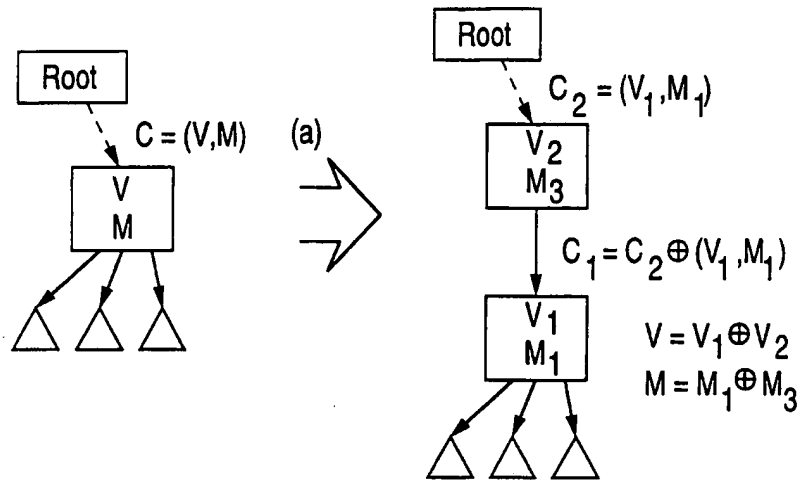 Root
C = (V,M)
V
M
(a)
Root
C₂ = (V₁,M₁)
V₂
M₃
C₁ = C₂ ⊕ (V₁,M₁)
V₁
M₁
V = V₁ ⊕ V₂
M = M₁ ⊕ M₃